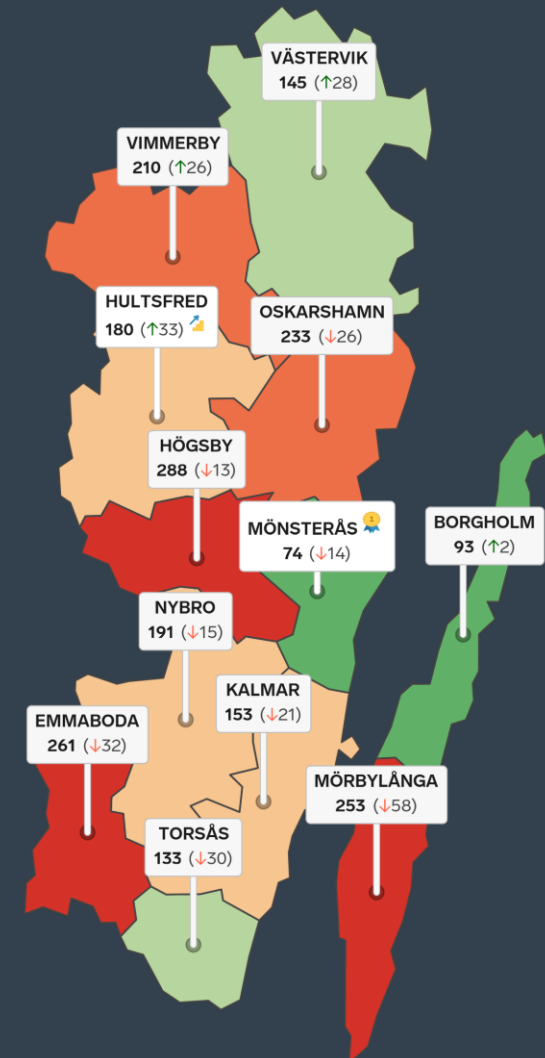 VÄSTERVIK
145 (↑28)
VIMMERBY
210 (↑26)
HULTSFRED
180 (↑33)
OSKARSHAMN
233 (↓26)
HÖGSBY
288 (↓13)
MÖNSTERÅS
74 (↓14)
BORGHOLM
93 (↑2)
NYBRO
191 (↓15)
KALMAR
153 (↓21)
EMMABODA
261 (↓32)
MÖRBYLÅNGA
253 (↓58)
TORSÅS
133 (↓30)